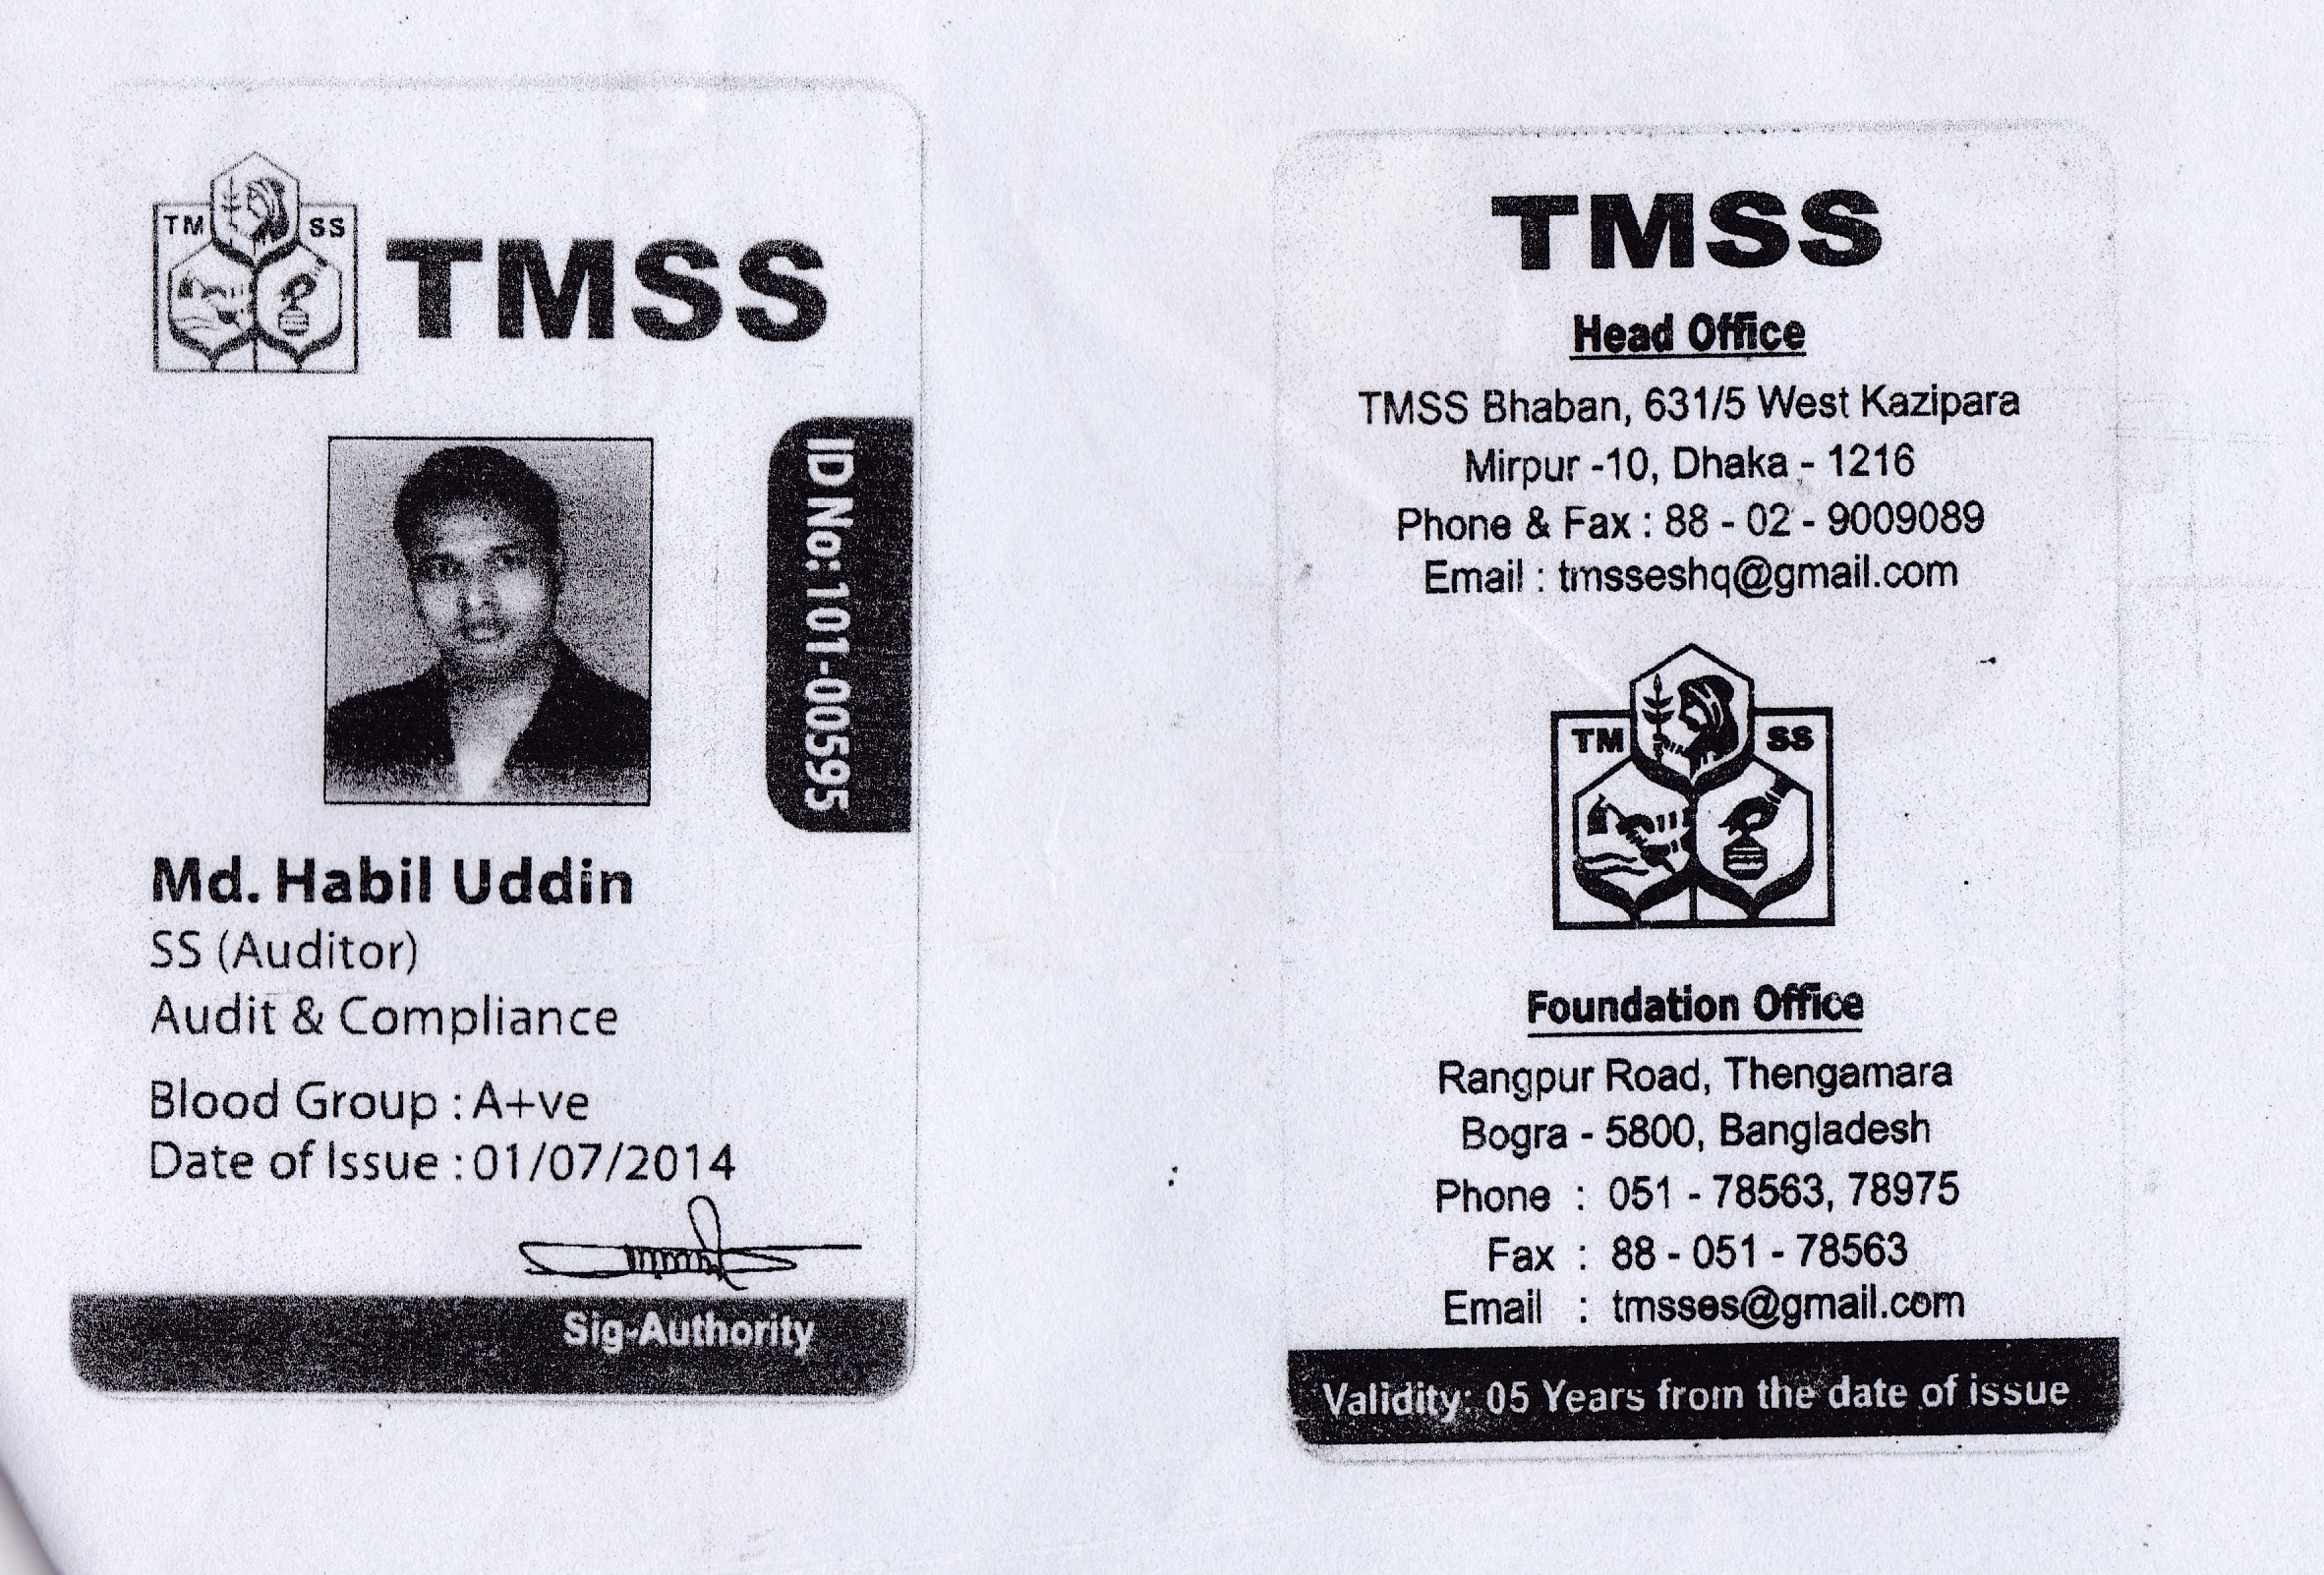 TM SS
TMSS
ID No: 101-00595
Md. Habil Uddin
SS (Auditor)
Audit & Compliance
Blood Group : A+ve
Date of Issue : 01/07/2014
Sig-Authority
TMSS
Head Office
TMSS Bhaban, 631/5 West Kazipara
Mirpur -10, Dhaka - 1216
Phone & Fax : 88 - 02 - 9009089
Email : tmsseshq@gmail.com
TM SS
Foundation Office
Rangpur Road, Thengamara
Bogra - 5800, Bangladesh
Phone : 051 - 78563, 78975
Fax : 88 - 051 - 78563
Email : tmsses@gmail.com
Validity: 05 Years from the date of issue